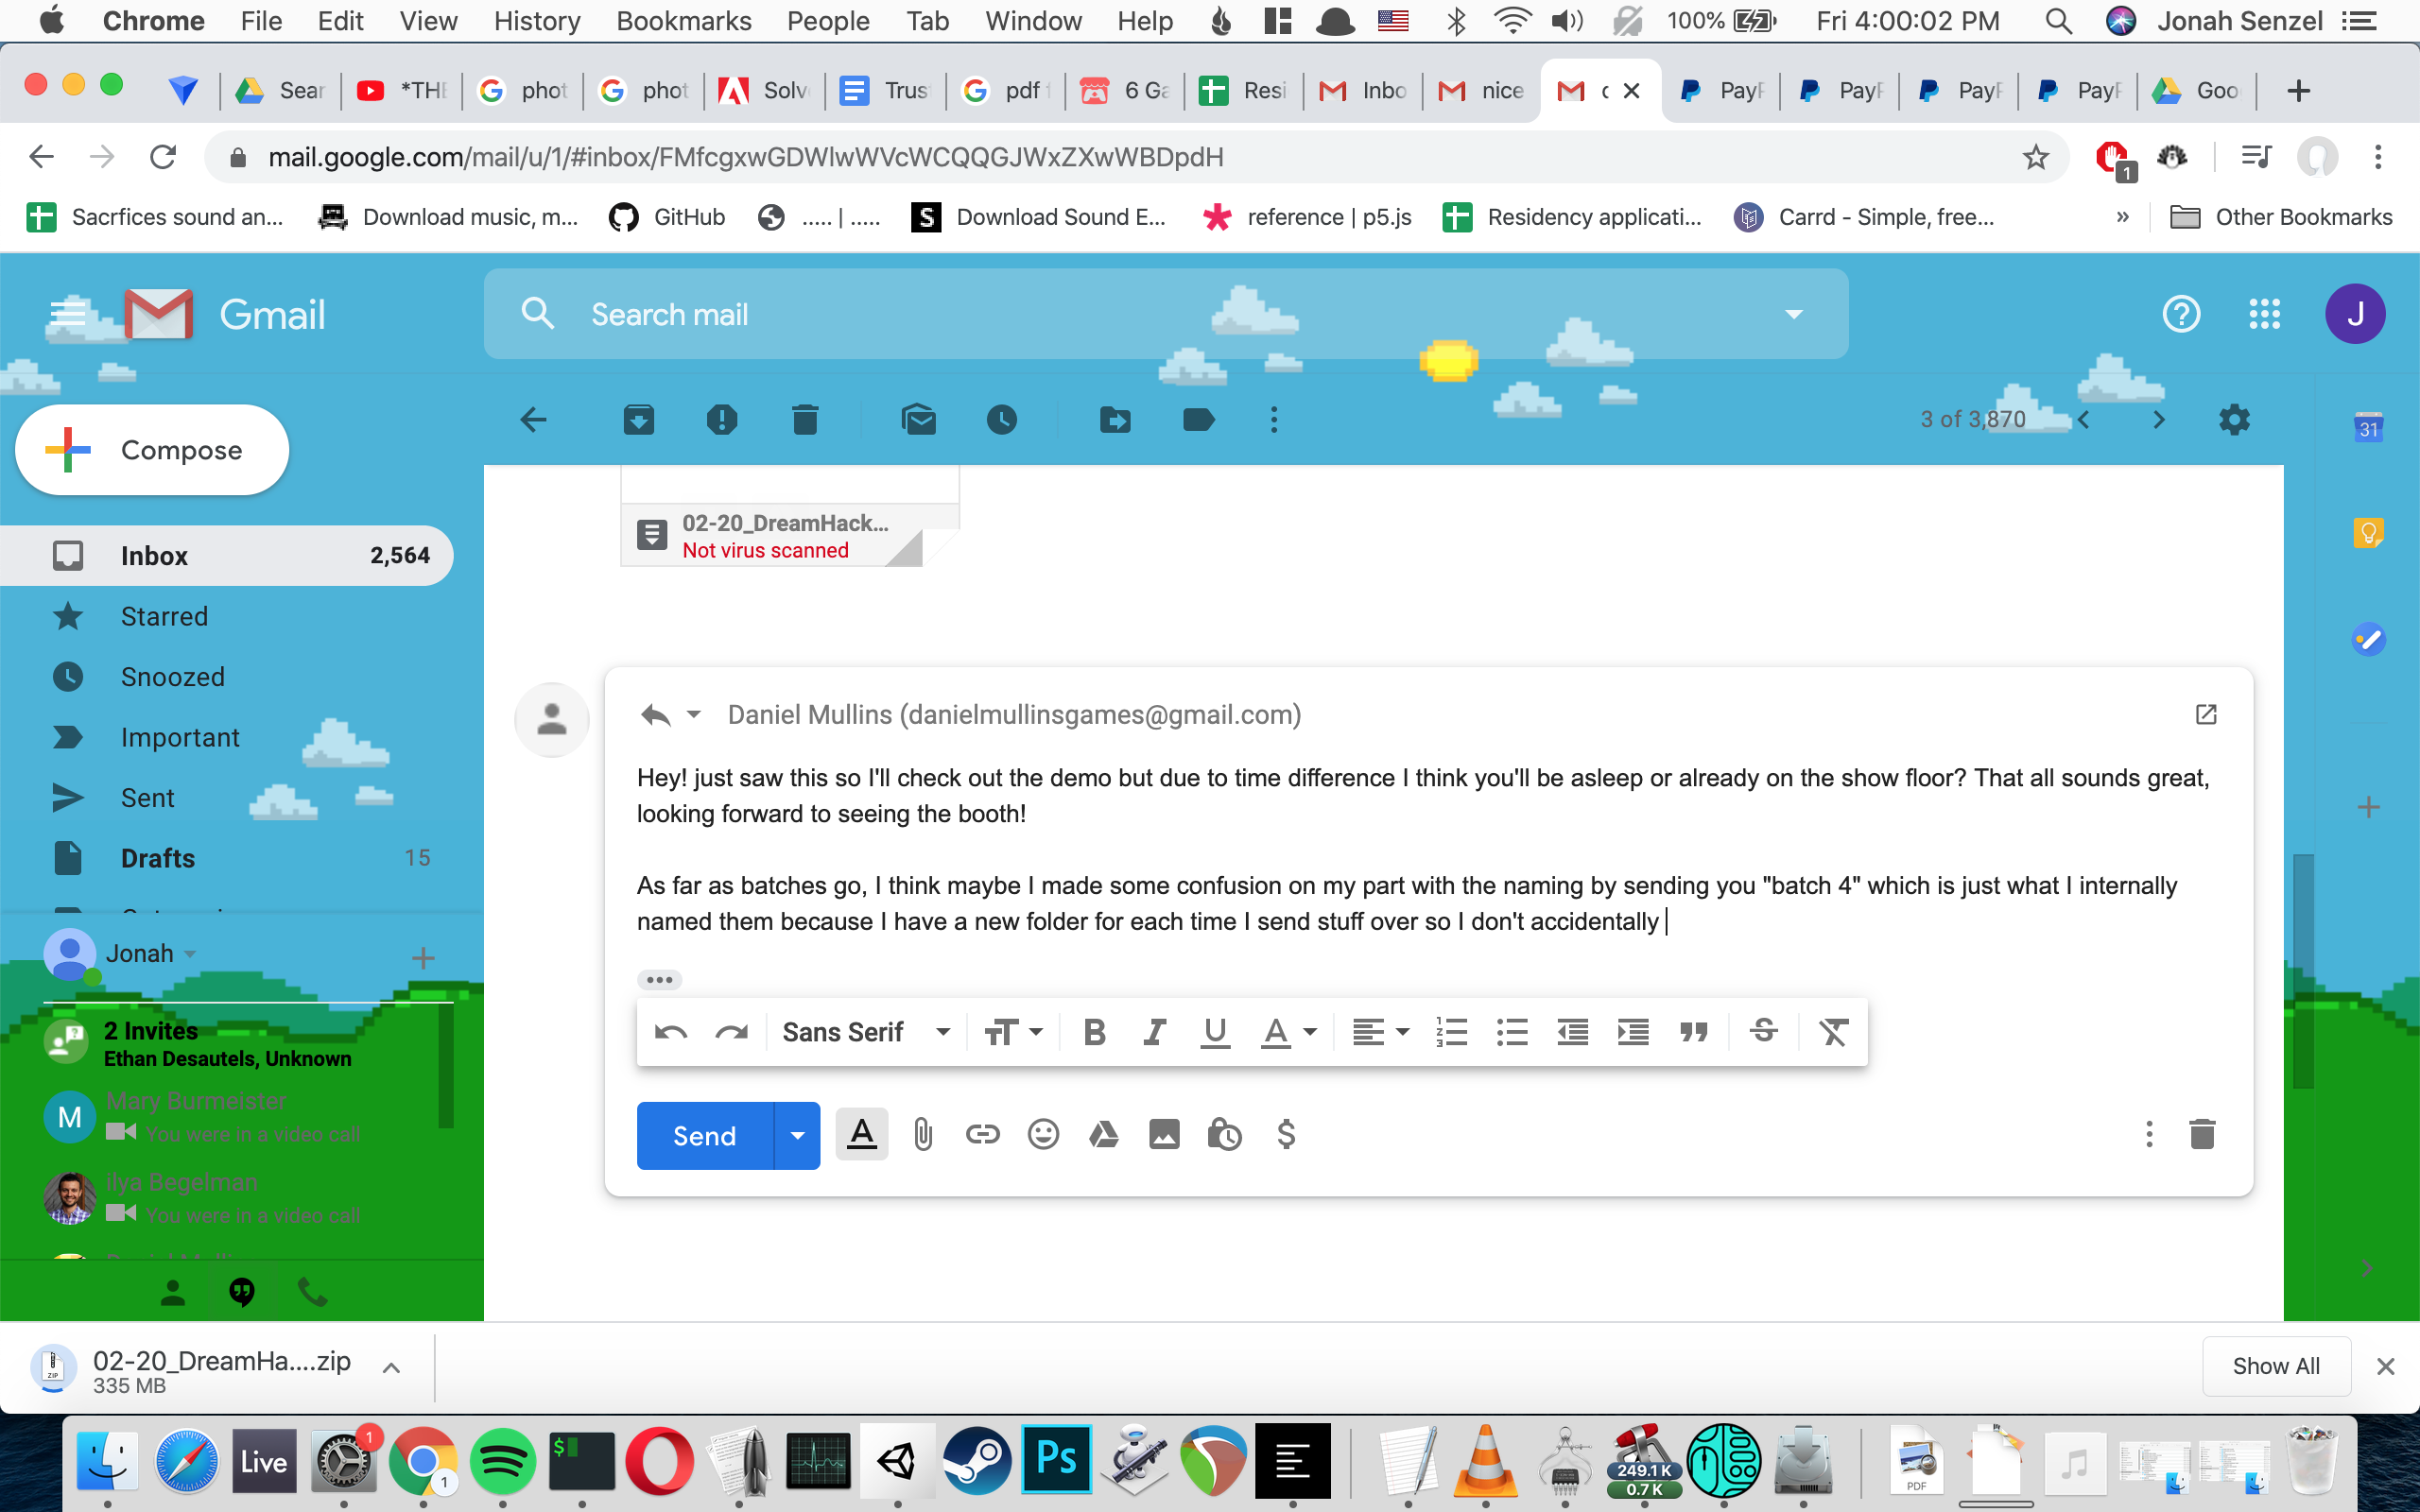 Chrome File Edit View History Bookmarks People Tab Window Help 100% Fri 4:00:02 PM Jonah Senzel
Sear *THE phot phot Solv Trus pdf f 6 Ga Resi Inbo nice PayP PayP PayP PayP Goo
mail.google.com/mail/u/1/#inbox/FMfcgxwGDWlwWVcWCQQGJWxZXwWBDpdH
1
Sacrfices sound an... Download music, m... GitHub ..... | ..... Download Sound E... reference | p5.js Residency applicati... Carrd - Simple, free... » Other Bookmarks
Gmail
Search mail
J
Compose
3 of 3,870
31
02-20_DreamHack...
Not virus scanned
Inbox 2,564
Starred
Snoozed
Important
Sent
Drafts 15
Jonah
2 Invites
Ethan Desautels, Unknown
M
Mary Burmeister
You were in a video call
Ilya Begelman
You were in a video call
Daniel Mullins (danielmullinsgames@gmail.com)
Hey! just saw this so I'll check out the demo but due to time difference I think you'll be asleep or already on the show floor? That all sounds great,
looking forward to seeing the booth!
As far as batches go, I think maybe I made some confusion on my part with the naming by sending you "batch 4" which is just what I internally
named them because I have a new folder for each time I send stuff over so I don't accidentally
Sans Serif
Send
02-20_DreamHa....zip
335 MB
Show All
Live
1
1
$
Ps
249.1 K
0.7 K
PDF